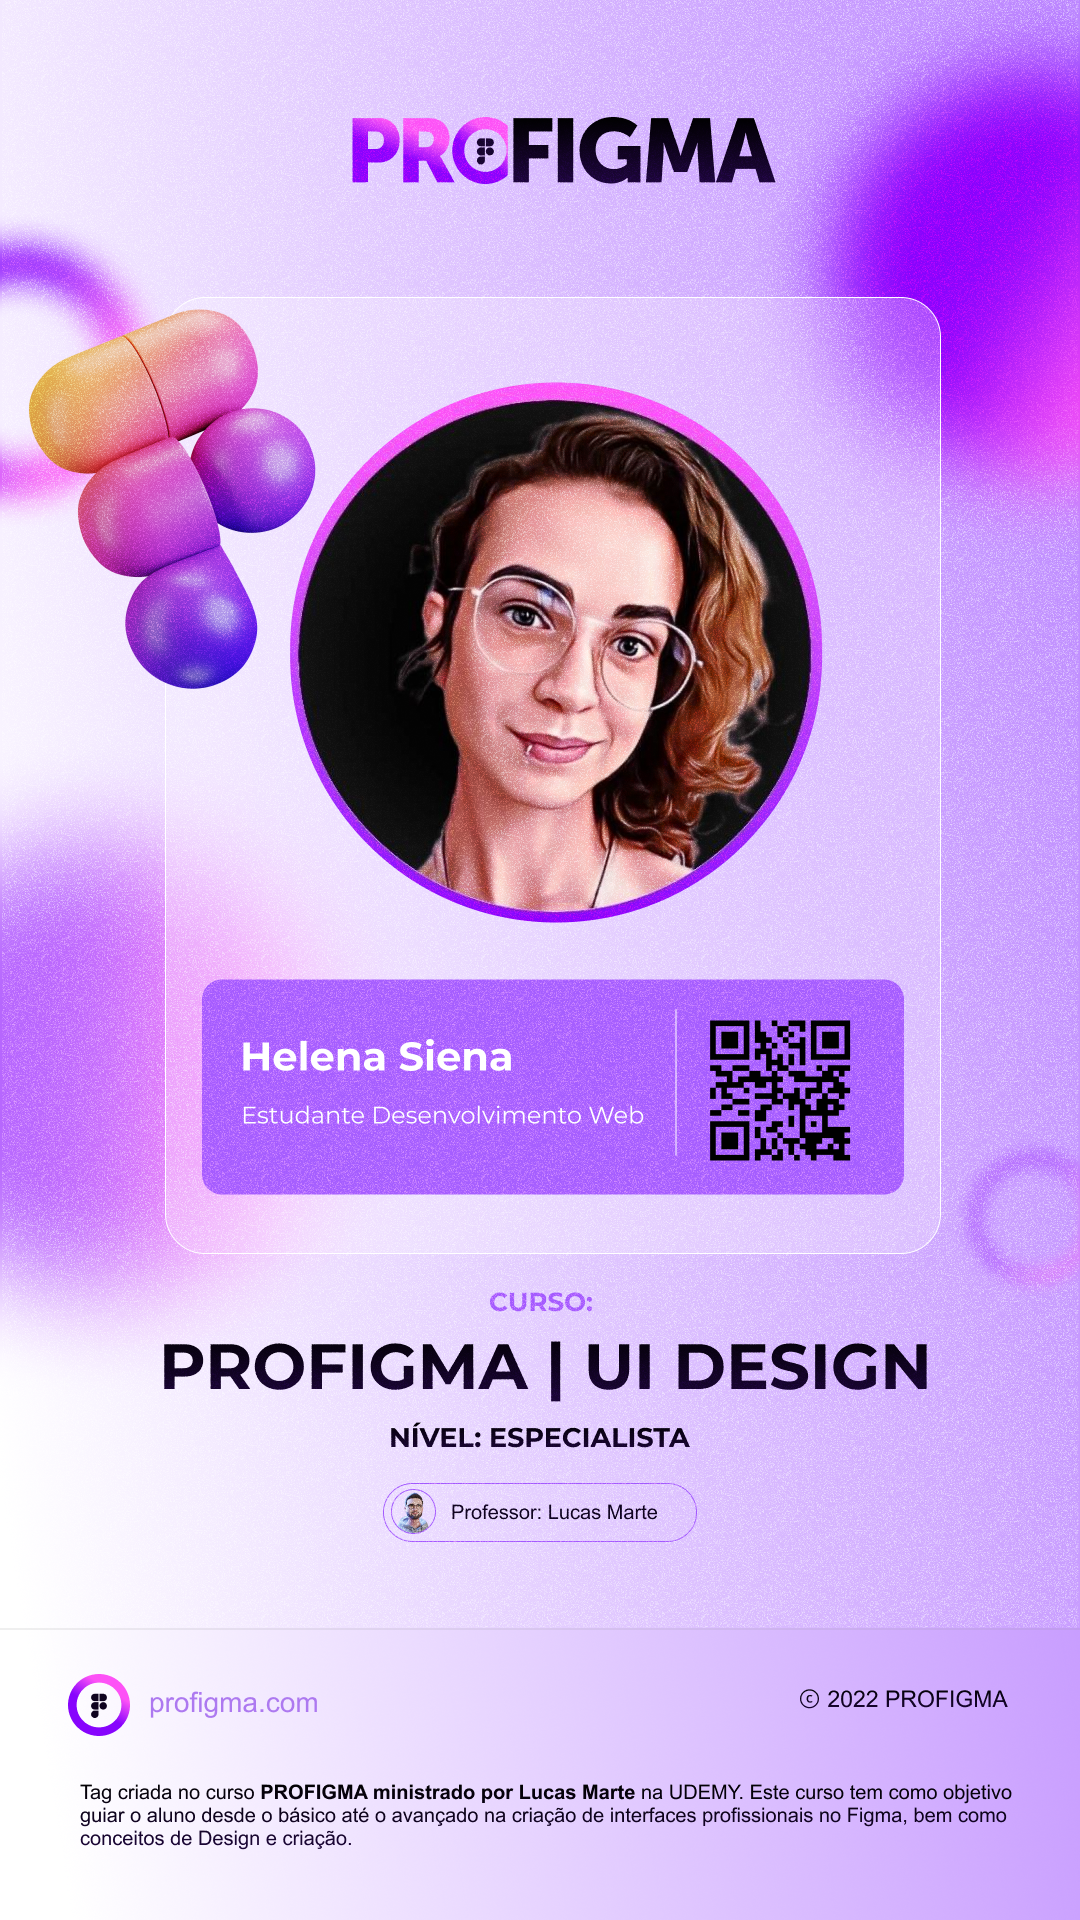 PROFIGMA
Helena Siena
Estudante Desenvolvimento Web
CURSO:
PROFIGMA | UI DESIGN
NÍVEL: ESPECIALISTA
Professor: Lucas Marte
profigma.com
© 2022 PROFIGMA
Tag criada no curso PROFIGMA ministrado por Lucas Marte na UDEMY. Este curso tem como objetivo
guiar o aluno desde o básico até o avançado na criação de interfaces profissionais no Figma, bem como
conceitos de Design e criação.